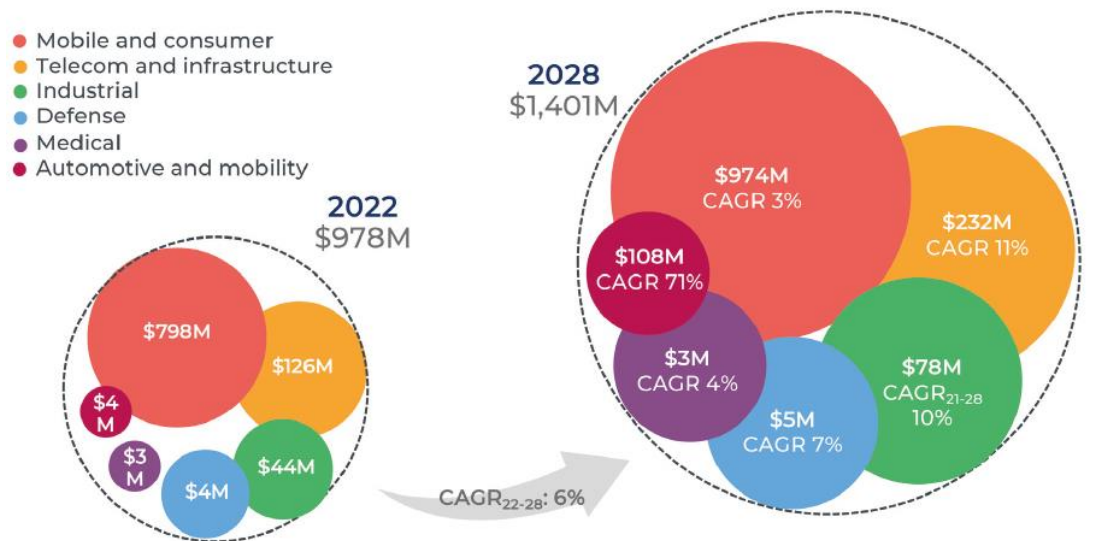 Mobile and consumer
Telecom and infrastructure
Industrial
Defense
Medical
Automotive and mobility
2022
$978M
$798M
$126M
$4
M
$3
M
$4M
$44M
CAGR22-28: 6%
2028
$1,401M
$974M
CAGR 3%
$232M
CAGR 11%
$108M
CAGR 71%
$3M
CAGR 4%
$78M
CAGR21-28
10%
$5M
CAGR 7%